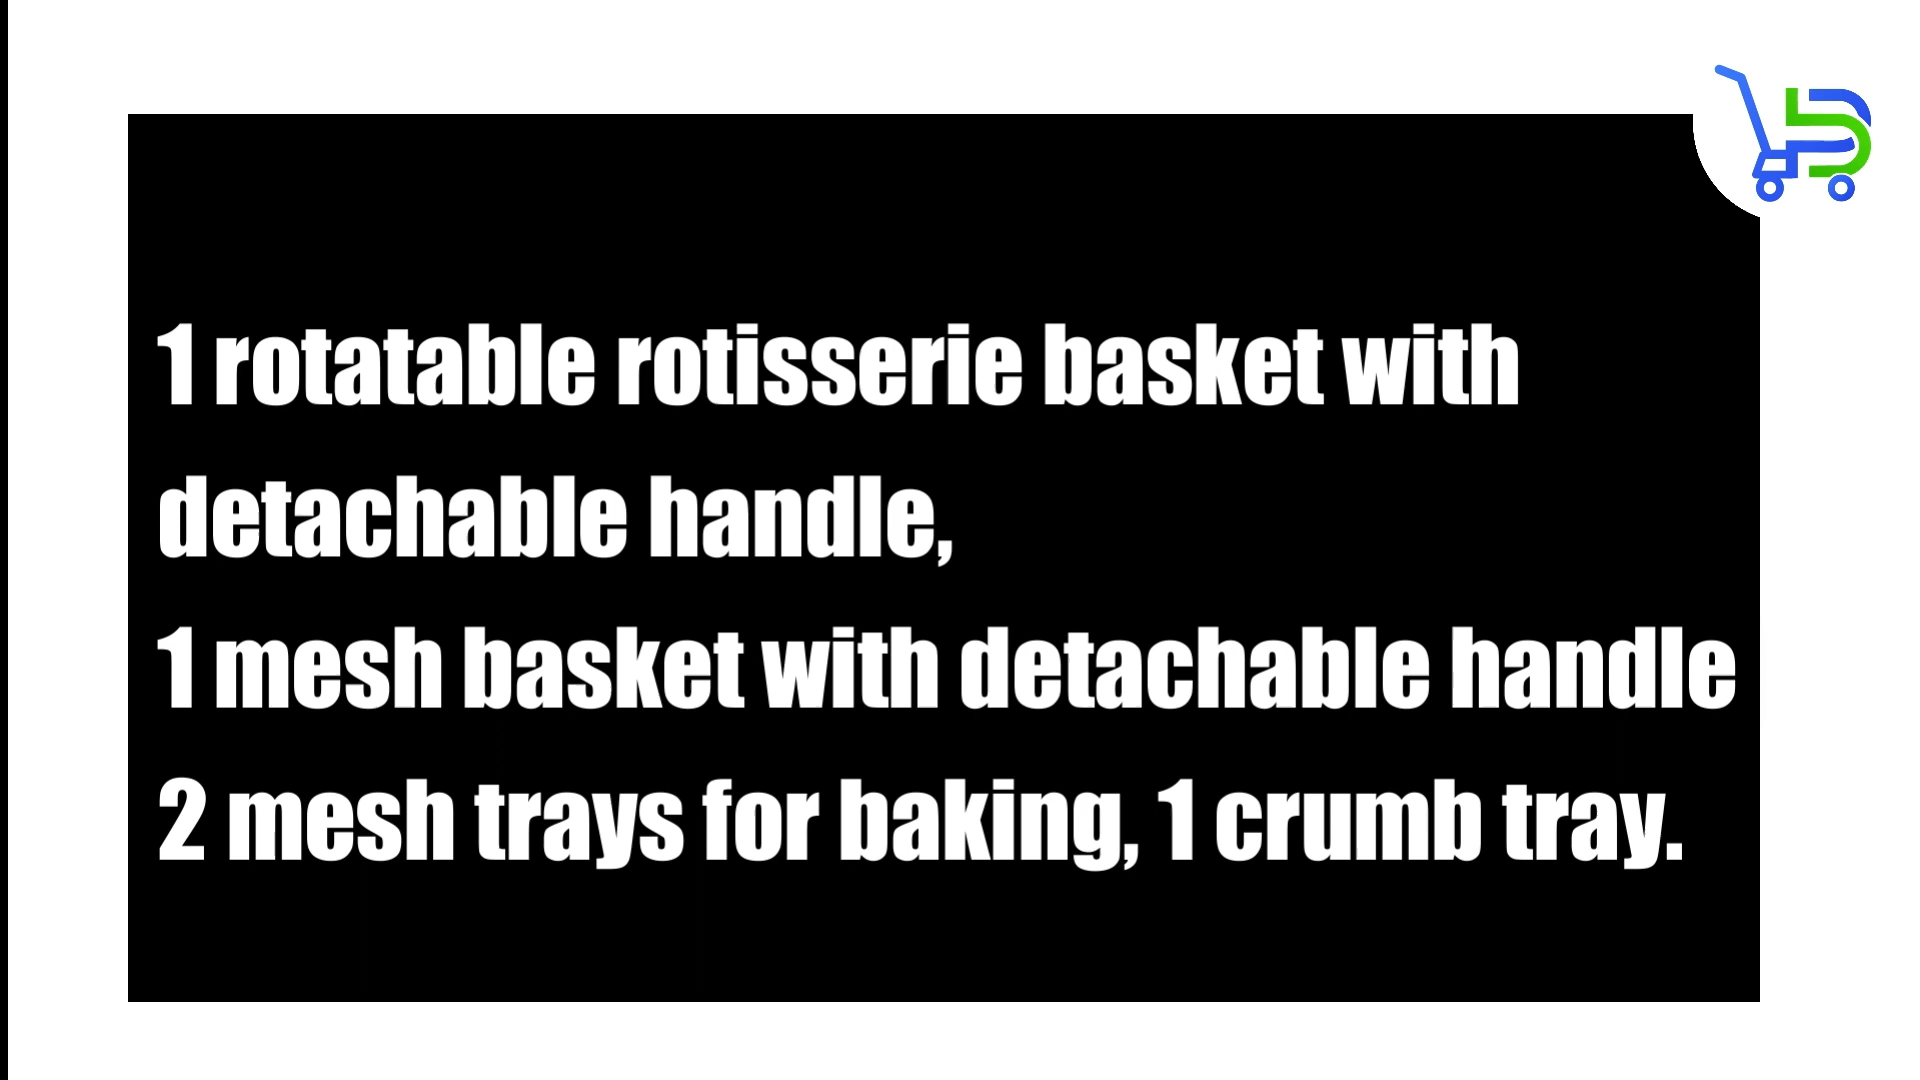 1 rotatable rotisserie basket with
detachable handle,
1 mesh basket with detachable handle
2 mesh trays for baking, 1 crumb tray.